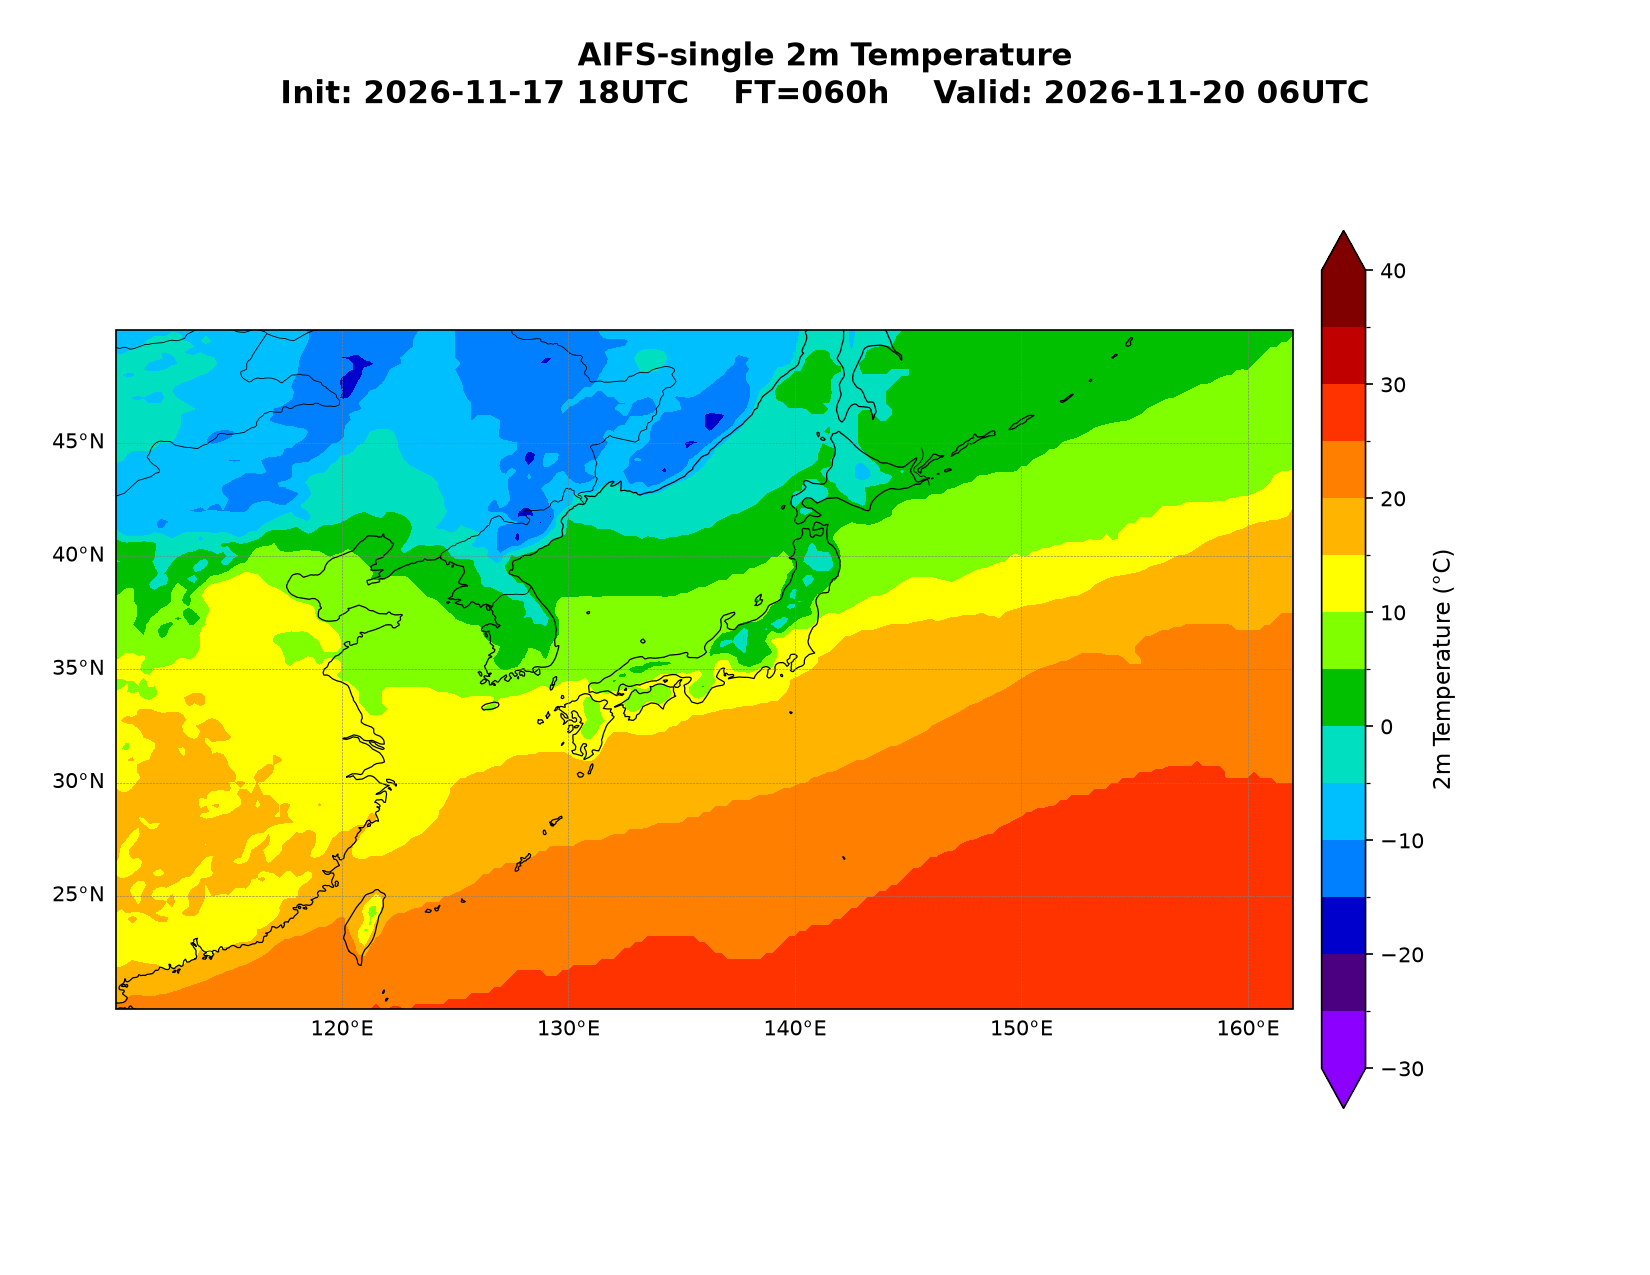 AIFS-single 2m Temperature
Init: 2026-11-17 18UTC    FT=060h    Valid: 2026-11-20 06UTC
45°N
40°N
35°N
30°N
25°N
120°E
130°E
140°E
150°E
160°E
40
30
20
10
0
−10
−20
−30
2m Temperature (°C)